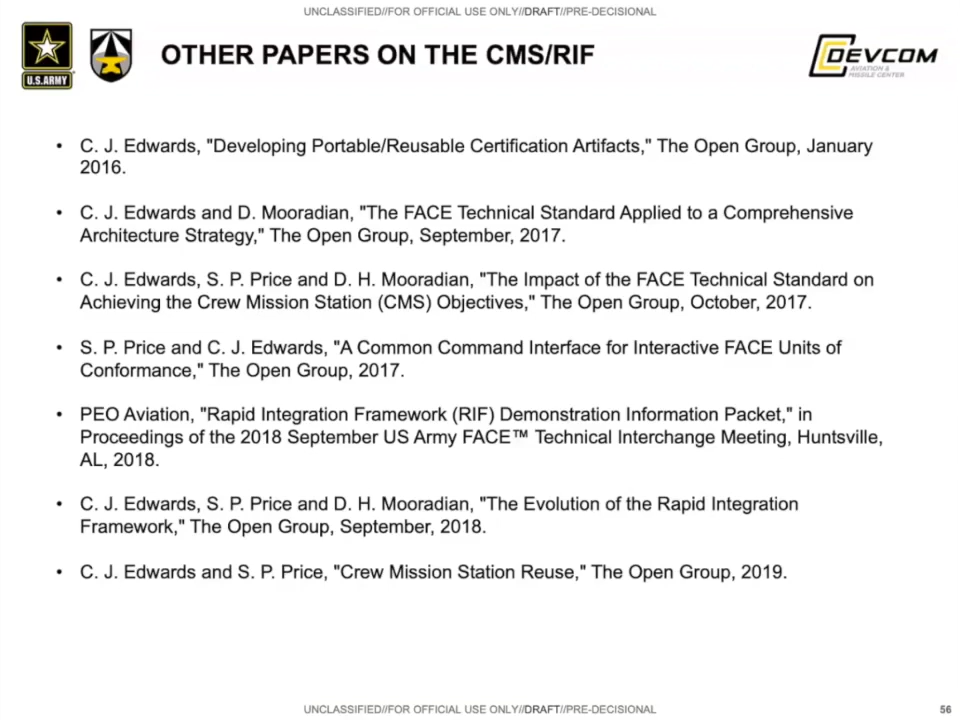 UNCLASSIFIED//FOR OFFICIAL USE ONLY//DRAFT//PRE-DECISIONAL
U.S.ARMY
OTHER PAPERS ON THE CMS/RIF
DEVCOM
AVIATION &
MISSILE CENTER
• C. J. Edwards, "Developing Portable/Reusable Certification Artifacts," The Open Group, January
2016.
• C. J. Edwards and D. Mooradian, "The FACE Technical Standard Applied to a Comprehensive
Architecture Strategy," The Open Group, September, 2017.
• C. J. Edwards, S. P. Price and D. H. Mooradian, "The Impact of the FACE Technical Standard on
Achieving the Crew Mission Station (CMS) Objectives," The Open Group, October, 2017.
• S. P. Price and C. J. Edwards, "A Common Command Interface for Interactive FACE Units of
Conformance," The Open Group, 2017.
• PEO Aviation, "Rapid Integration Framework (RIF) Demonstration Information Packet," in
Proceedings of the 2018 September US Army FACE™ Technical Interchange Meeting, Huntsville,
AL, 2018.
• C. J. Edwards, S. P. Price and D. H. Mooradian, "The Evolution of the Rapid Integration
Framework," The Open Group, September, 2018.
• C. J. Edwards and S. P. Price, "Crew Mission Station Reuse," The Open Group, 2019.
UNCLASSIFIED//FOR OFFICIAL USE ONLY//DRAFT//PRE-DECISIONAL
56